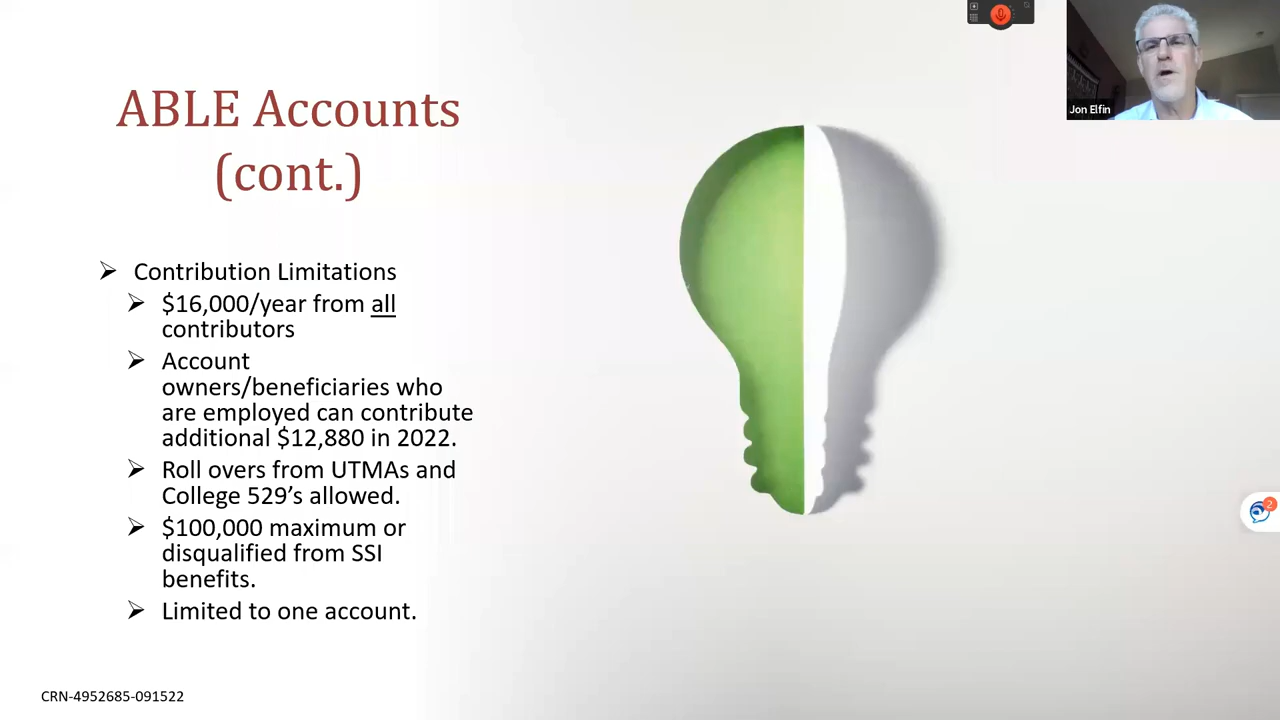 ABLE Accounts
(cont.)
➢ Contribution Limitations
➢ $16,000/year from all
contributors
➢ Account
owners/beneficiaries who
are employed can contribute
additional $12,880 in 2022.
➢ Roll overs from UTMAs and
College 529’s allowed.
➢ $100,000 maximum or
disqualified from SSI
benefits.
➢ Limited to one account.
CRN-4952685-091522
Jon Elfin
2